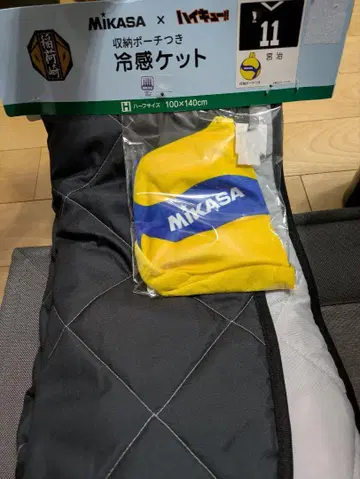 稲荷崎
MIKASA × ハイキュー!!
収納ポーチつき
冷感ケット
H ハーフサイズ 100×140cm
11
宮治
MIKASA